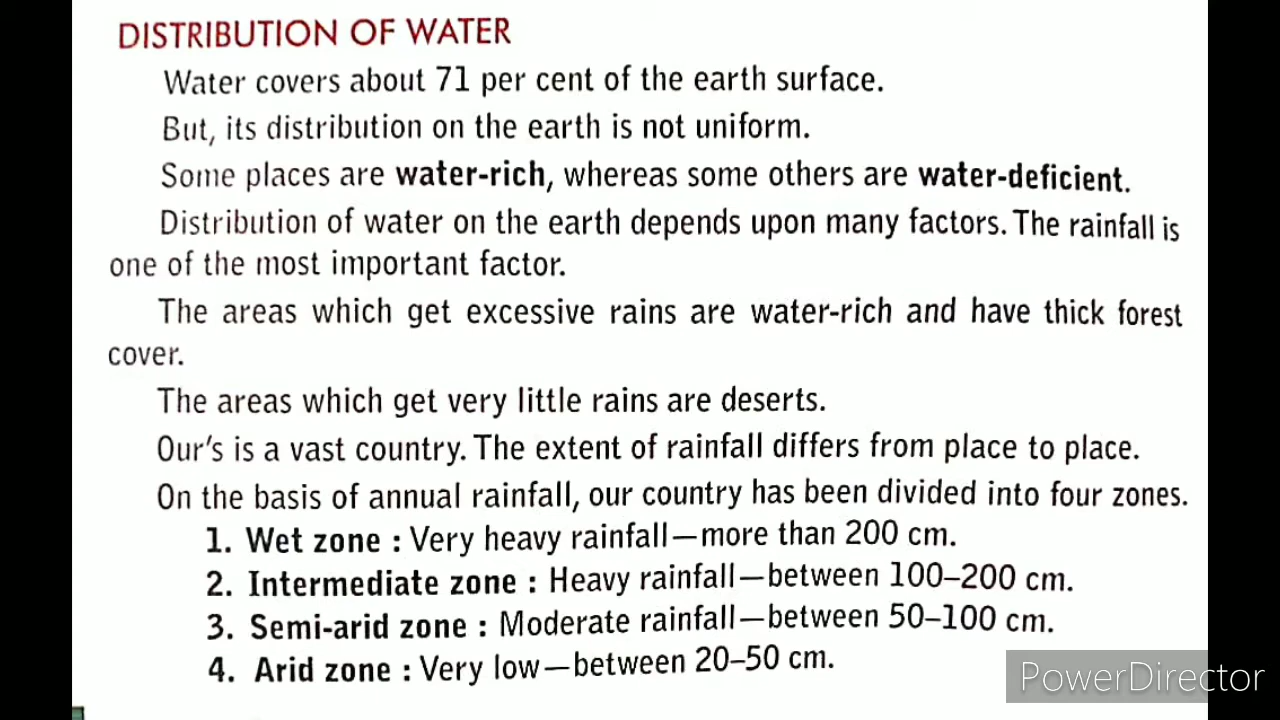 DISTRIBUTION OF WATER
Water covers about 71 per cent of the earth surface.
But, its distribution on the earth is not uniform.
Some places are water-rich, whereas some others are water-deficient.
Distribution of water on the earth depends upon many factors. The rainfall is
one of the most important factor.
The areas which get excessive rains are water-rich and have thick forest
cover.
The areas which get very little rains are deserts.
Our's is a vast country. The extent of rainfall differs from place to place.
On the basis of annual rainfall, our country has been divided into four zones.
1. Wet zone : Very heavy rainfall—more than 200 cm.
2. Intermediate zone : Heavy rainfall—between 100–200 cm.
3. Semi-arid zone : Moderate rainfall—between 50–100 cm.
4. Arid zone : Very low—between 20–50 cm.
PowerDirector